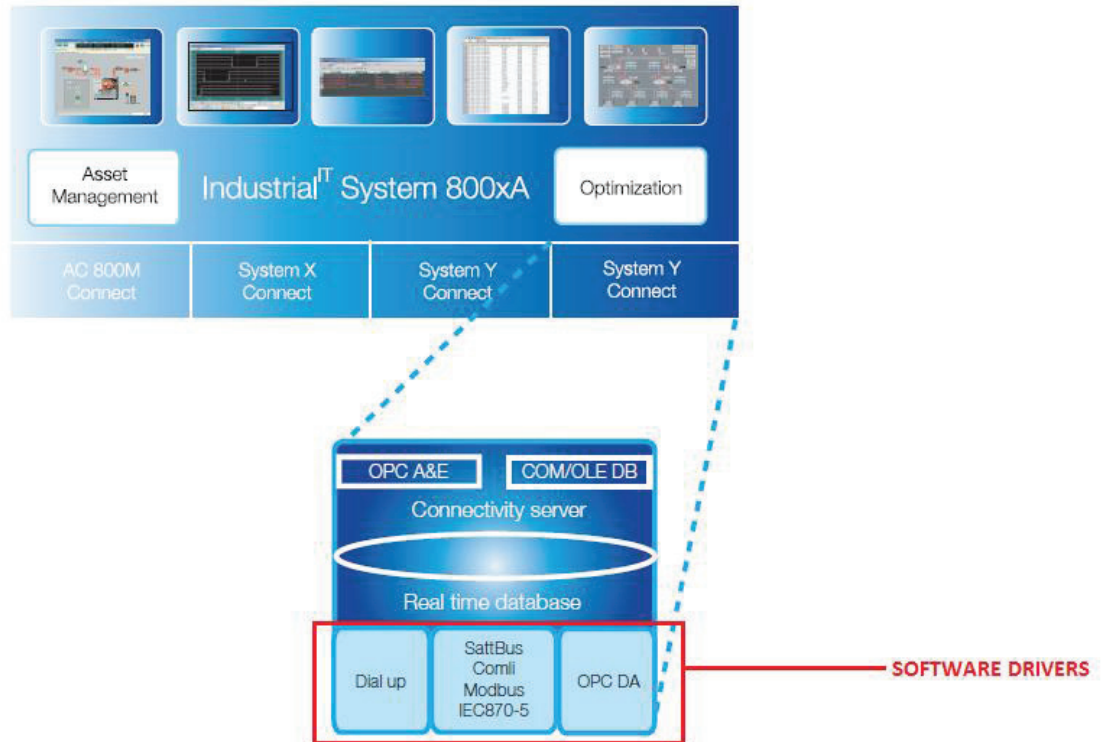 Asset
Management
Industrial IT System 800xA
Optimization
AC 800M
Connect
System X
Connect
System Y
Connect
System Y
Connect
OPC A&E
COM/OLE DB
Connectivity server
Real time database
Dial up
SattBus
Comli
Modbus
IEC870-5
OPC DA
SOFTWARE DRIVERS